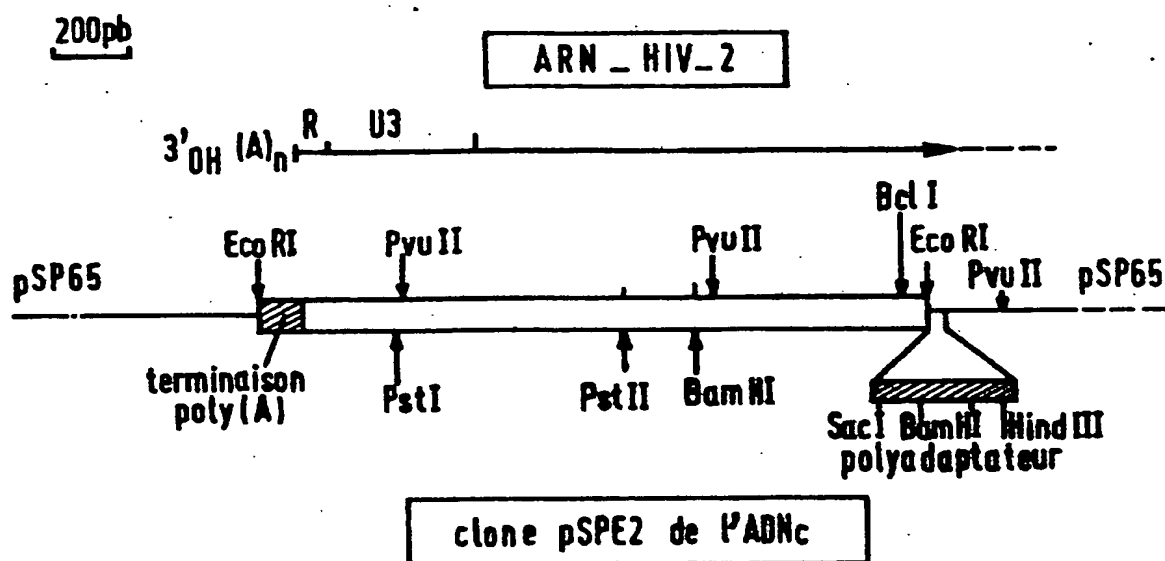 200pb
ARN _ HIV_2
R U3
3'OH (A)n
Bcl I
EcoRI PvuII PvuII EcoRI
PvuII
pSP65 pSP65
terminaison
poly(A)
PstI PstII BamHI
SacI BamHI HindIII
polyadaptateur
clone pSPE2 de l'ADNc